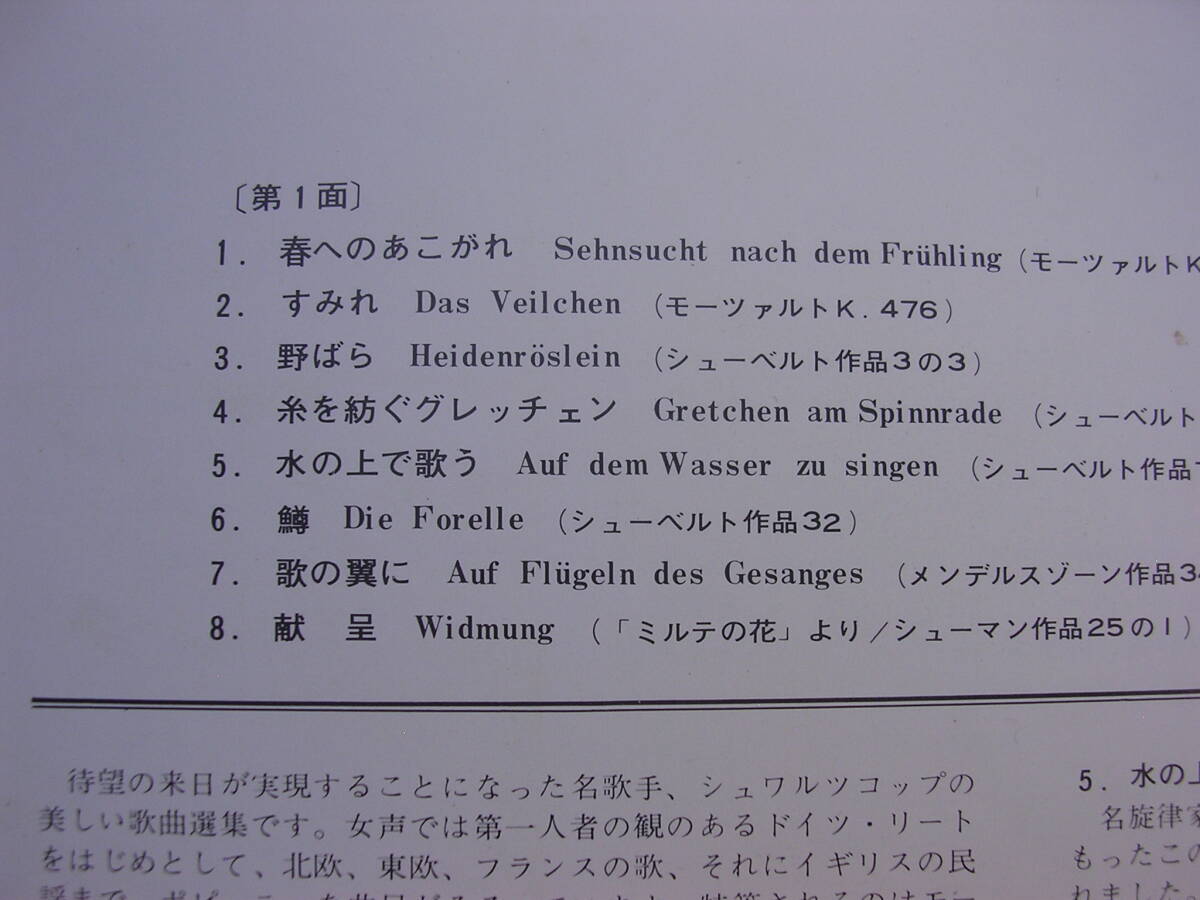 〔第1面〕
1. 春へのあこがれ Sehnsucht nach dem Frühling (モーツァルトK
2. すみれ Das Veilchen (モーツァルトK. 476)
3. 野ばら Heidenröslein (シューベルト作品3の3)
4. 糸を紡ぐグレッチェン Gretchen am Spinnrade (シューベルト
5. 水の上で歌う Auf dem Wasser zu singen (シューベルト作品
6. 鱒 Die Forelle (シューベルト作品32)
7. 歌の翼に Auf Flügeln des Gesanges (メンデルスゾーン作品3
8. 献 呈 Widmung (「ミルテの花」より/シューマン作品25の1)
待望の来日が実現することになった名歌手、シュワルツコップの
美しい歌曲選集です。女声では第一人者の観のあるドイツ・リート
をはじめとして、北欧、東欧、フランスの歌、それにイギリスの民
謡まで、
5. 水の上
名旋律家
もったこの
れました。